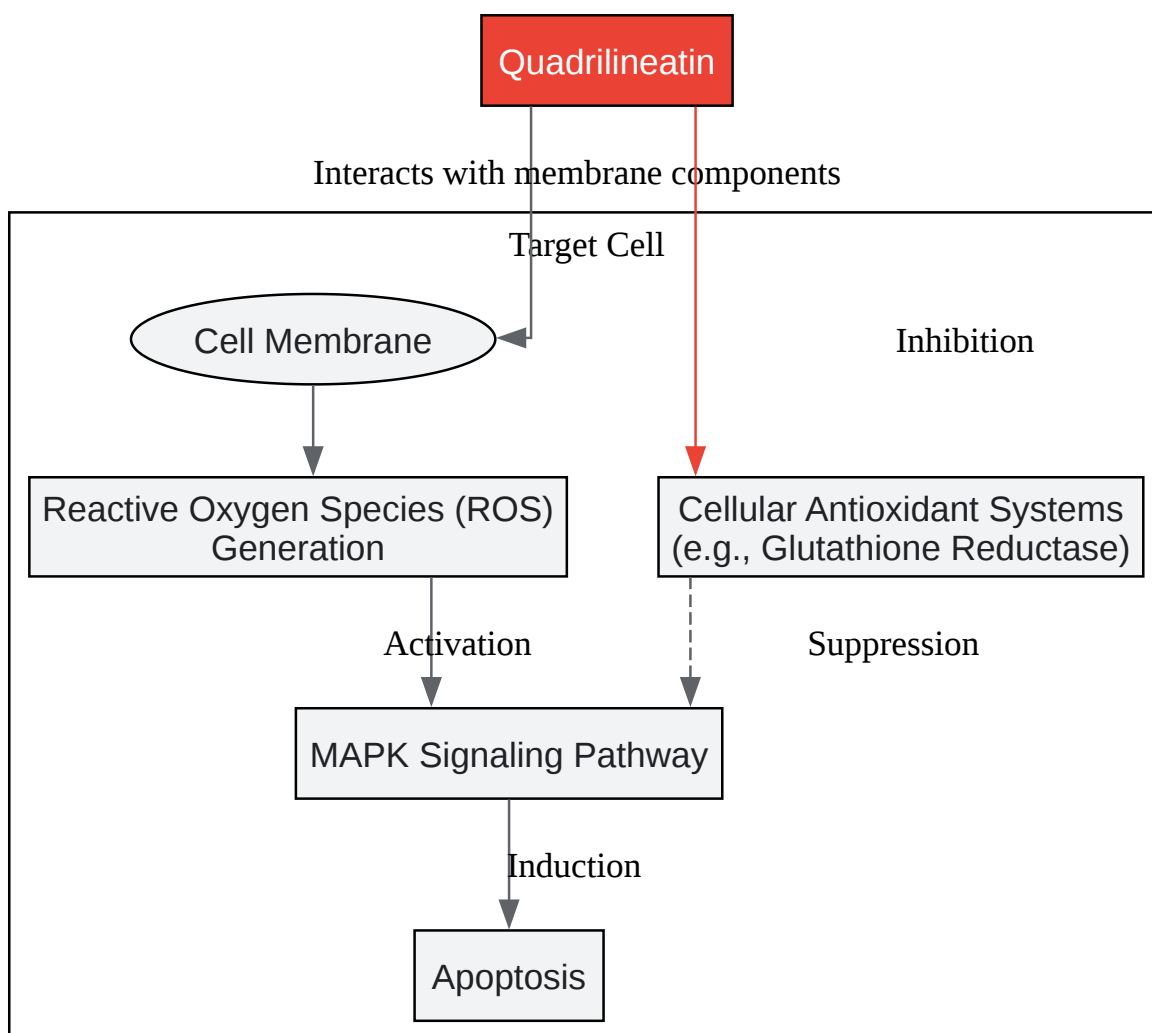 Quadrilineatin
Interacts with membrane components
Target Cell
Cell Membrane
Inhibition
Reactive Oxygen Species (ROS)
Generation
Cellular Antioxidant Systems
(e.g., Glutathione Reductase)
Activation
Suppression
MAPK Signaling Pathway
Induction
Apoptosis